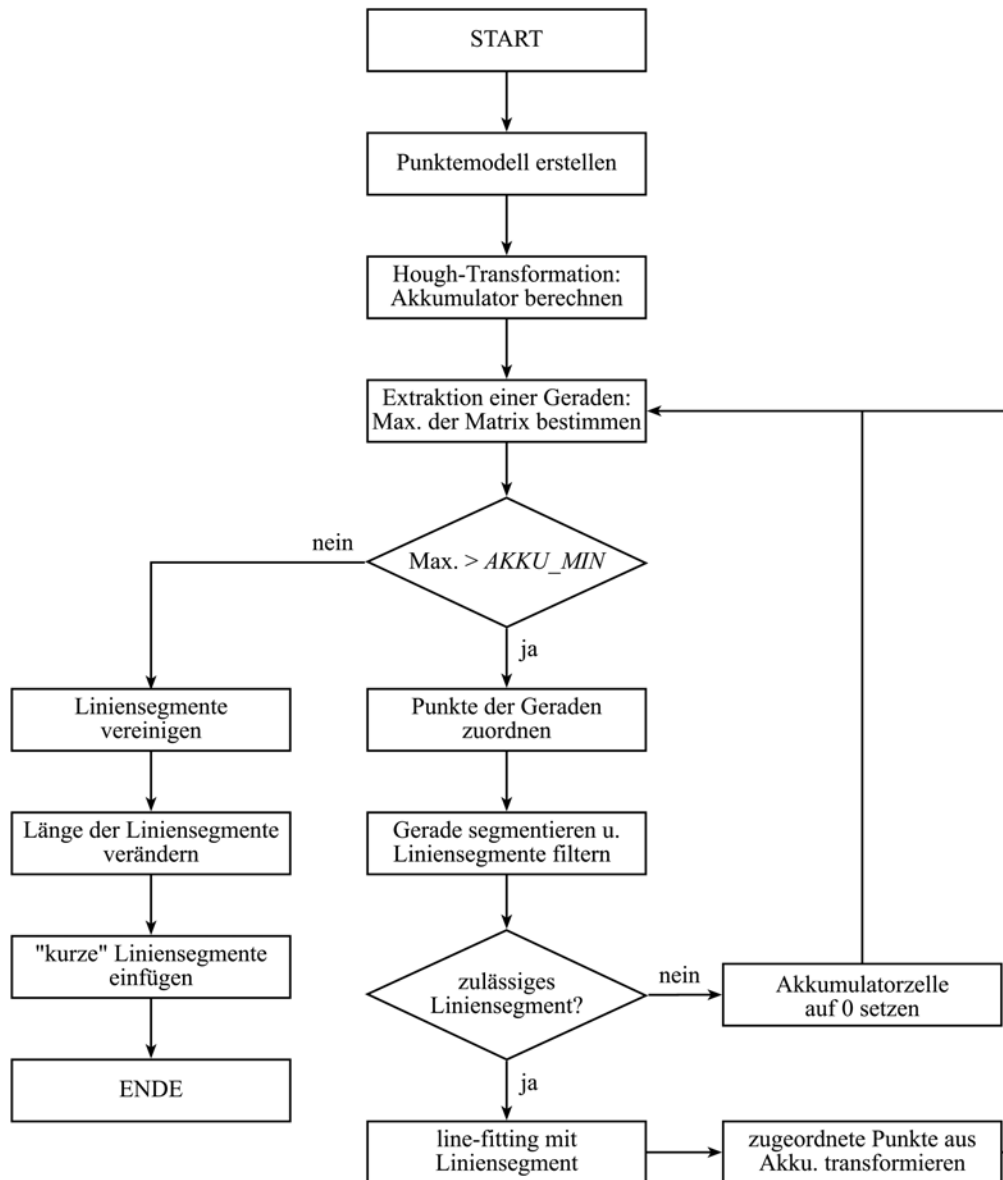 START
Punktemodell erstellen
Hough-Transformation:
Akkumulator berechnen
Extraktion einer Geraden:
Max. der Matrix bestimmen
nein
Max. > AKKU_MIN
ja
Liniensegmente
vereinigen
Punkte der Geraden
zuordnen
Länge der Liniensegmente
verändern
Gerade segmentieren u.
Liniensegmente filtern
"kurze" Liniensegmente
einfügen
zulässiges
Liniensegment?
nein
Akkumulatorzelle
auf 0 setzen
ENDE
ja
line-fitting mit
Liniensegment
zugeordnete Punkte aus
Akku. transformieren